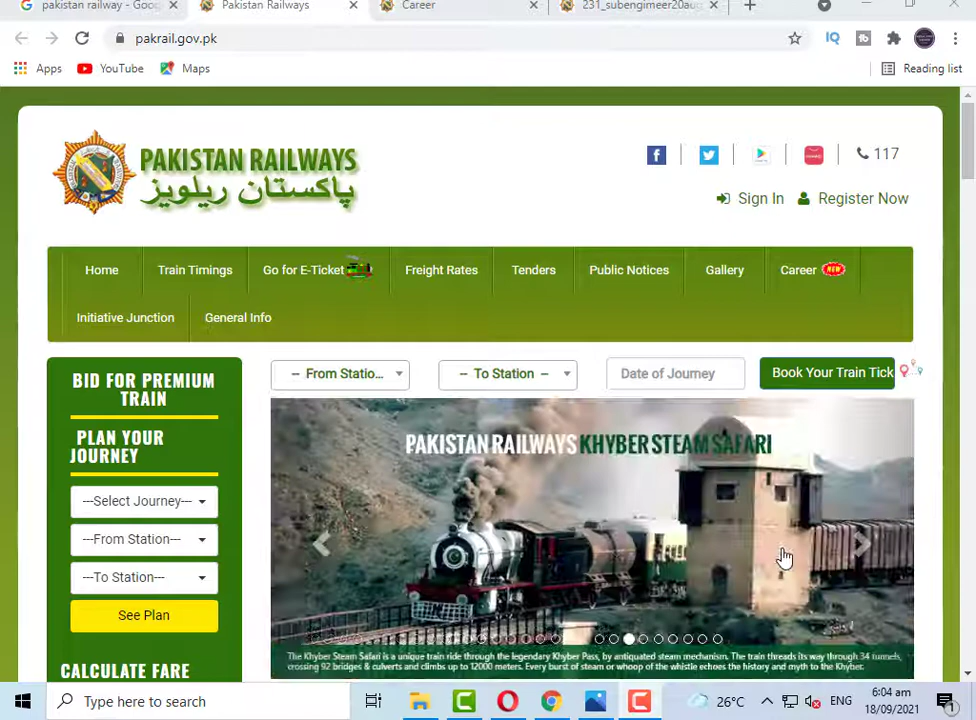 pakistan railway - Goog
Pakistan Railways
Career
231_subengimeer20aug
pakrail.gov.pk
Apps
YouTube
Maps
Reading list
PAKISTAN RAILWAYS
پاکستان ریلویز
117
Sign In
Register Now
Home
Train Timings
Go for E-Ticket
Freight Rates
Tenders
Public Notices
Gallery
Career NEW
Initiative Junction
General Info
BID FOR PREMIUM
TRAIN
PLAN YOUR
JOURNEY
---Select Journey---
---From Station---
---To Station---
See Plan
CALCULATE FARE
-- From Statio...
-- To Station --
Date of Journey
Book Your Train Tick
PAKISTAN RAILWAYS KHYBER STEAM SAFARI
The Khyber Steam Safari is a unique train ride through the legendary Khyber Pass, by antiquated steam mechanism. The train threads its way through 34 tunnels,
crossing 92 bridges & culverts and climbs up to 12000 meters. Every burst of steam or whoop of the whistle echoes the history and myth to the Khyber.
Type here to search
26°C
ENG
6:04 am
18/09/2021
1